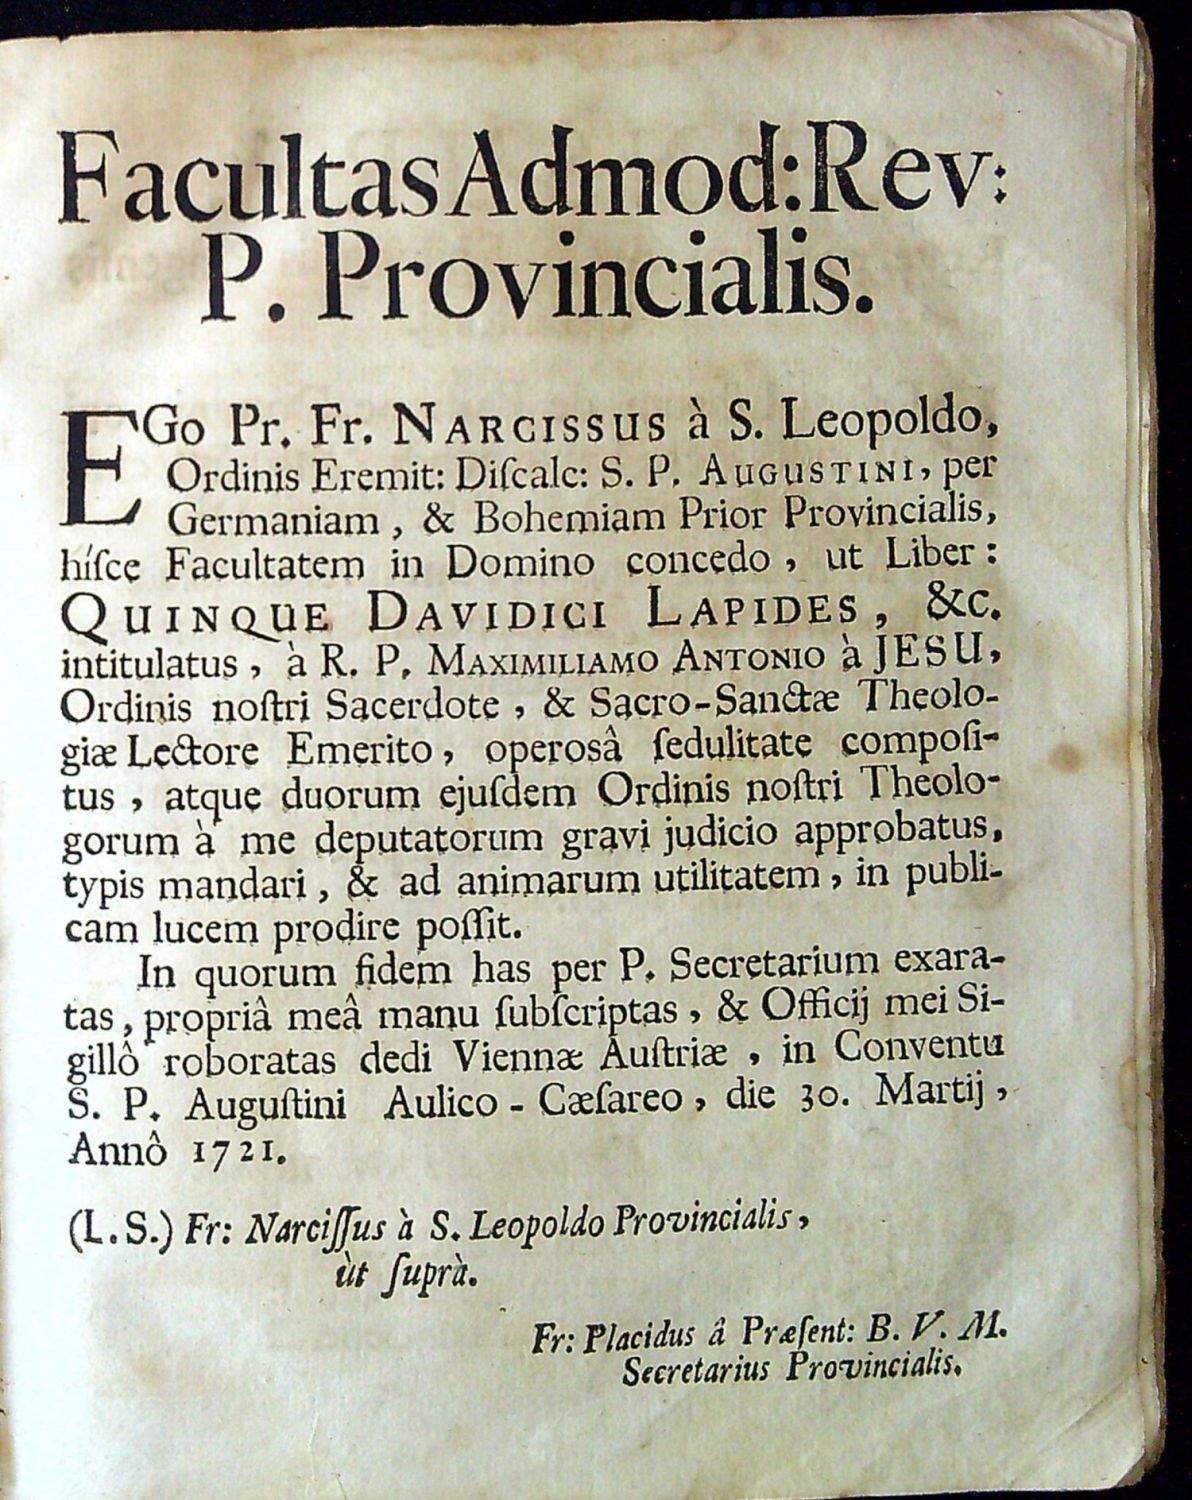 Facultas Admod: Rev:
P. Provincialis.
EGo Pr. Fr. NARCISSUS à S. Leopoldo,
Ordinis Eremit: Diſcalc: S. P. AUGUSTINI, per
Germaniam, & Bohemiam Prior Provincialis,
híſce Facultatem in Domino concedo, ut Liber:
QUINQUE DAVIDICI LAPIDES, &c.
intitulatus, à R. P. MAXIMILIAMO ANTONIO à JESU,
Ordinis noſtri Sacerdote, & Sacro-Sanctæ Theolo-
giæ Lectore Emerito, operosâ ſedulitate compoſi-
tus, atque duorum ejuſdem Ordinis noſtri Theolo-
gorum à me deputatorum gravi judicio approbatus,
typis mandari, & ad animarum utilitatem, in publi-
cam lucem prodire poſſit.
In quorum fidem has per P. Secretarium exara-
tas, propriâ meâ manu ſubſcriptas, & Officij mei Si-
gillô roboratas dedi Viennæ Auſtriæ, in Conventu
S. P. Auguſtini Aulico-Cæſareo, die 30. Martij,
Annô 1721.
(L.S.) Fr: Narciſſus à S. Leopoldo Provincialis,
ùt ſuprà.
Fr: Placidus â Præſent: B. V. M.
Secretarius Provincialis.